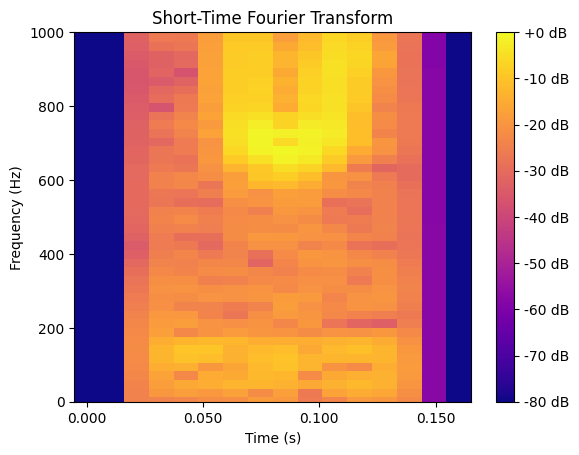 Short-Time Fourier Transform
1000
800
600
400
200
0
Frequency (Hz)
0.000
0.050
0.100
0.150
Time (s)
+0 dB
-10 dB
-20 dB
-30 dB
-40 dB
-50 dB
-60 dB
-70 dB
-80 dB